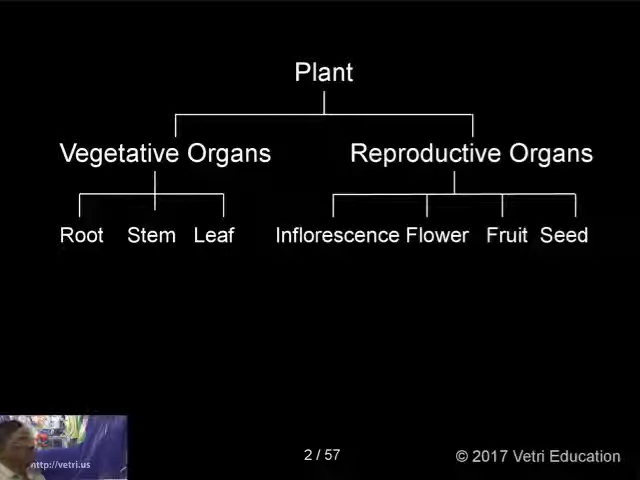 Plant
Vegetative Organs Reproductive Organs
Root Stem Leaf Inflorescence Flower Fruit Seed
http://vetri.us
2 / 57
© 2017 Vetri Education